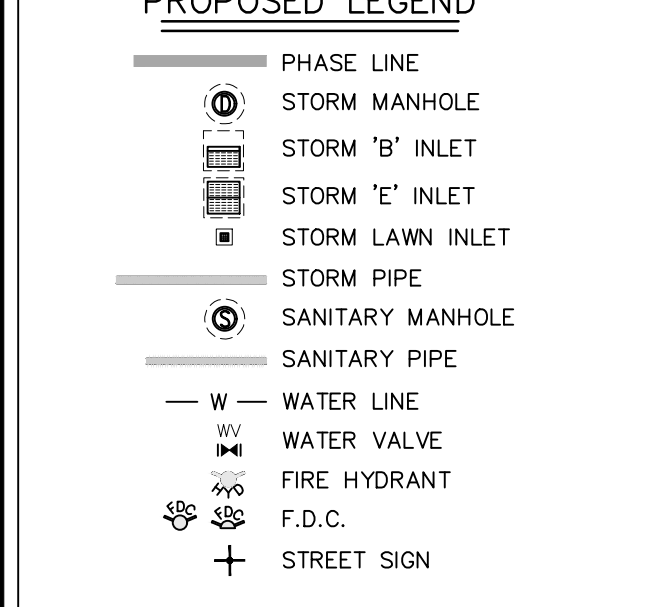 PROPOSED LEGEND
PHASE LINE
D STORM MANHOLE
STORM 'B' INLET
STORM 'E' INLET
STORM LAWN INLET
STORM PIPE
S SANITARY MANHOLE
SANITARY PIPE
W WATER LINE
WV
WATER VALVE
HYD FIRE HYDRANT
FDC FDC F.D.C.
STREET SIGN